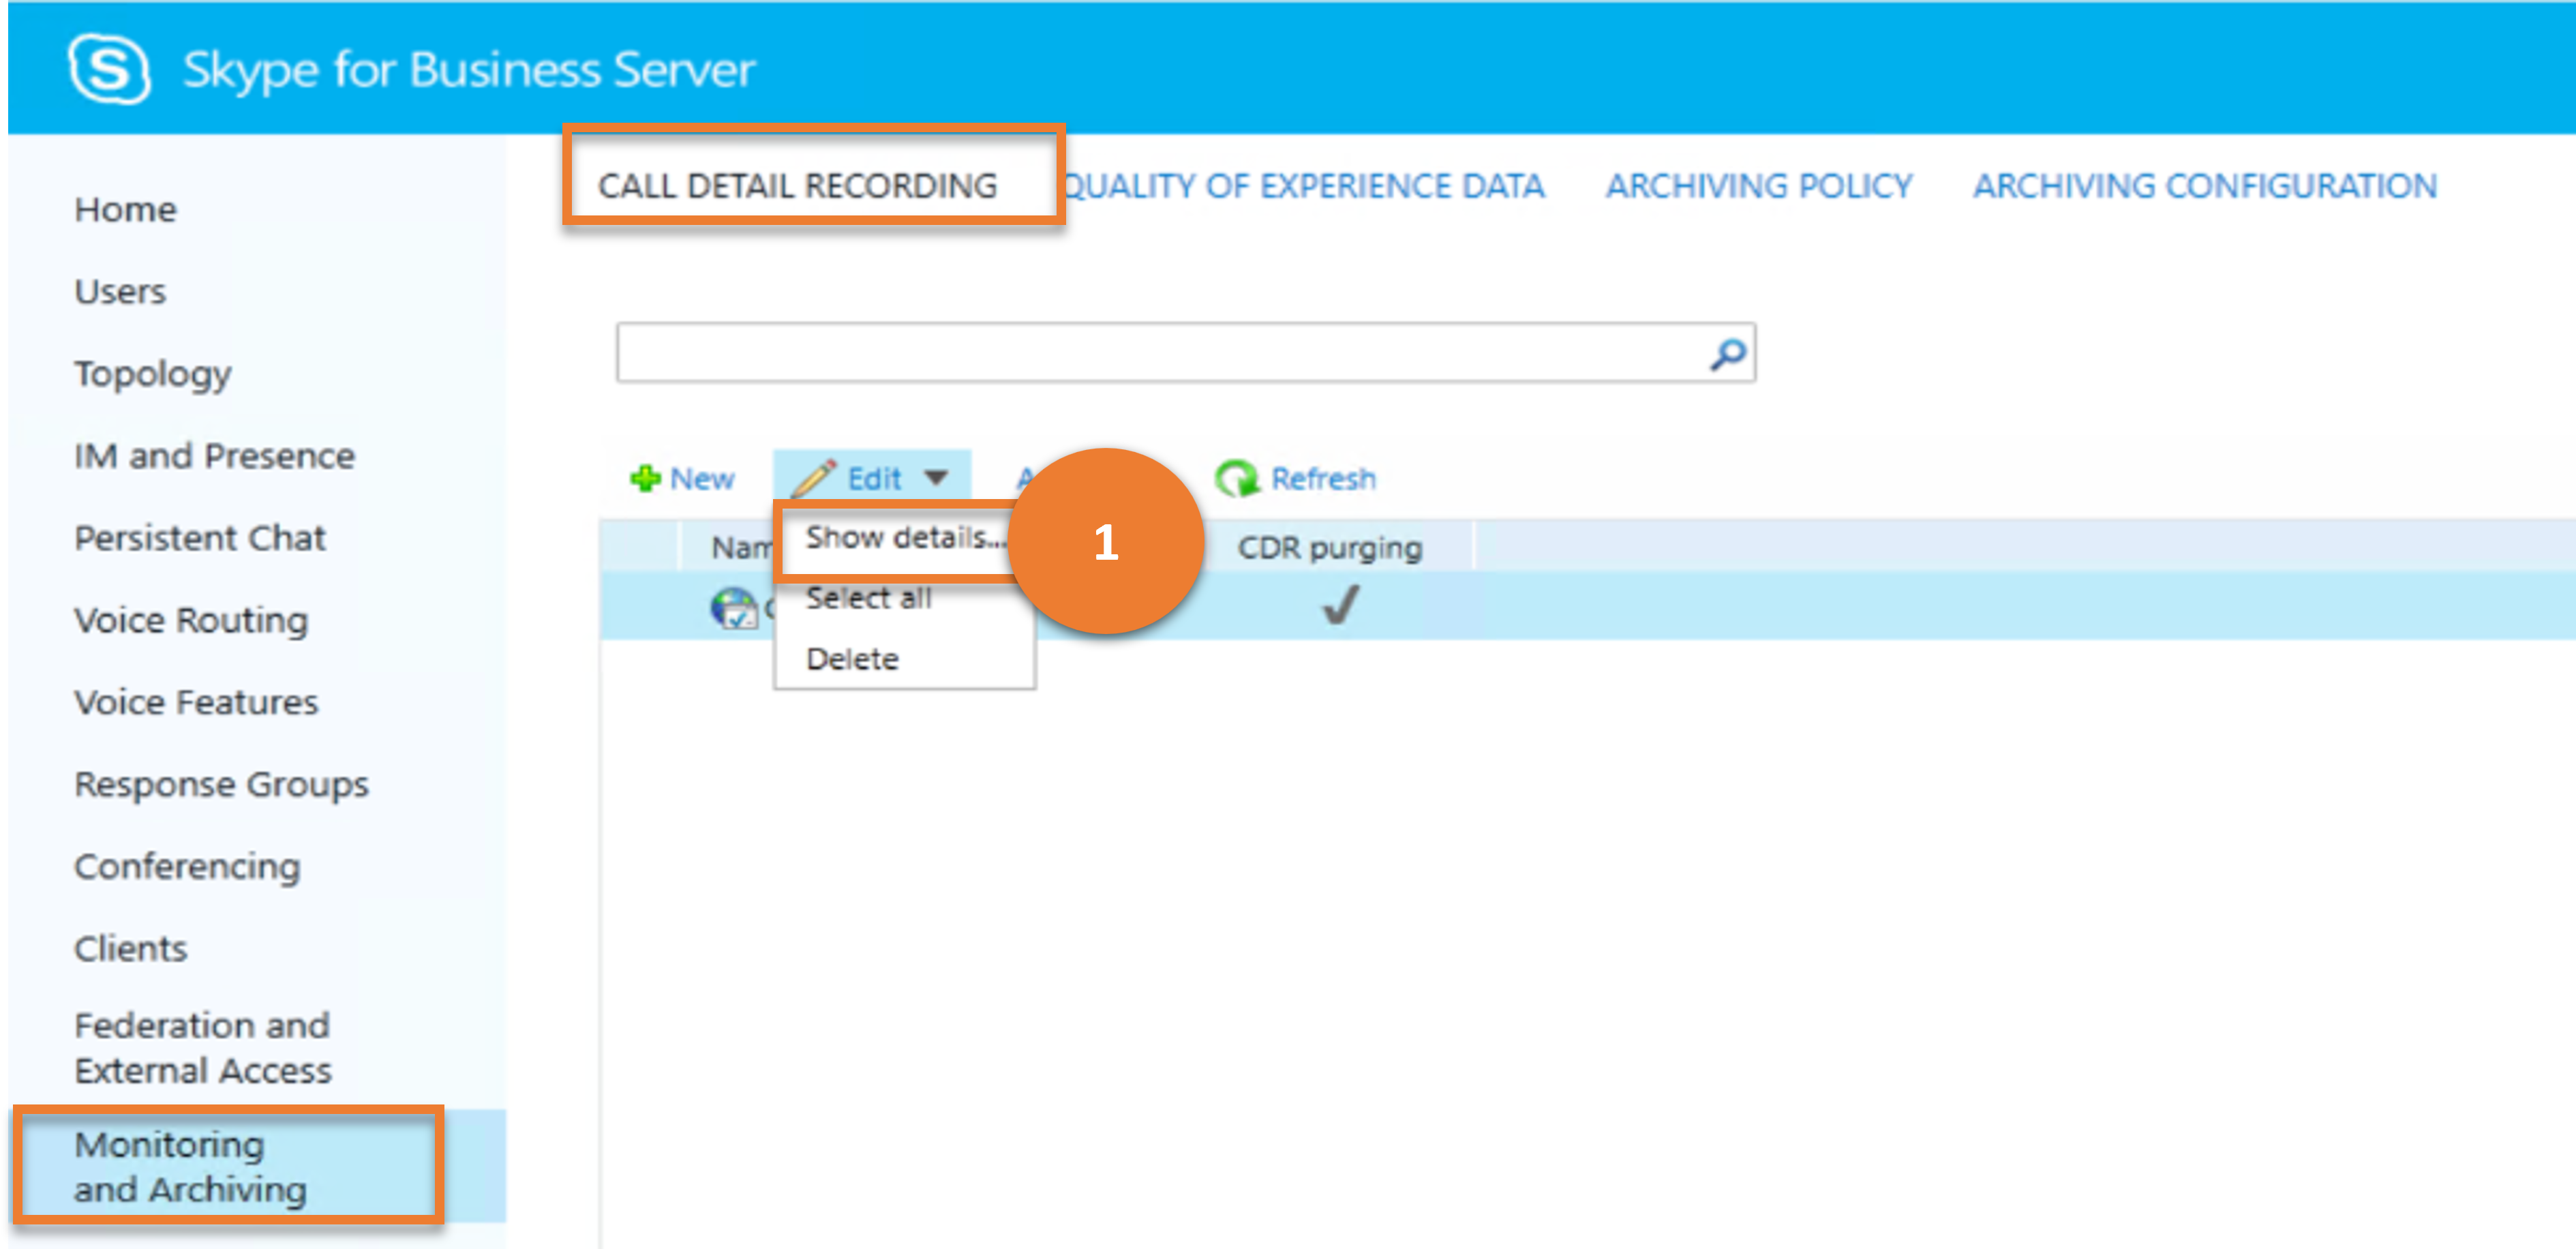 Skype for Business Server
CALL DETAIL RECORDING QUALITY OF EXPERIENCE DATA ARCHIVING POLICY ARCHIVING CONFIGURATION
Home
Users
Topology
IM and Presence
Persistent Chat
Voice Routing
Voice Features
Response Groups
Conferencing
Clients
Federation and
External Access
Monitoring
and Archiving
New Edit Refresh
CDR purging
Show details...
1
Select all
Delete